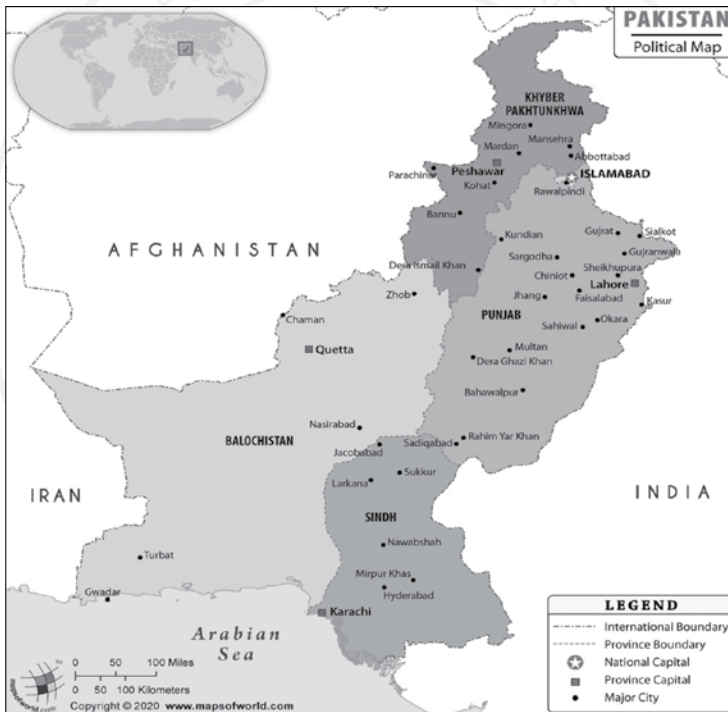 PAKISTAN
Political Map
KHYBER
PAKHTUNKHWA
Mingora
Mansehra
Mardan
Abbottabad
Peshawar
ISLAMABAD
Parachinar
Kohat
Rawalpindi
Bannu
Kundian
Gujrat
Sialkot
AFGHANISTAN
Sargodha
Gujranwala
Dera Ismail Khan
Chiniot
Sheikhupura
Lahore
Zhob
Jhang
Faisalabad
Kasur
Chaman
PUNJAB
Okara
Sahiwal
Quetta
Multan
Dera Ghazi Khan
Bahawalpur
Nasirabad
BALOCHISTAN
Rahim Yar Khan
Sadiqabad
Jacobabad
Sukkur
Larkana
IRAN
INDIA
SINDH
Nawabshah
Turbat
Mirpur Khas
Hyderabad
Gwadar
Karachi
Arabian
Sea
LEGEND
International Boundary
Province Boundary
National Capital
Province Capital
Major City
0 50 100 Miles
0 50 100 Kilometers
mapsofworld.com
Copyright © 2020 www.mapsofworld.com